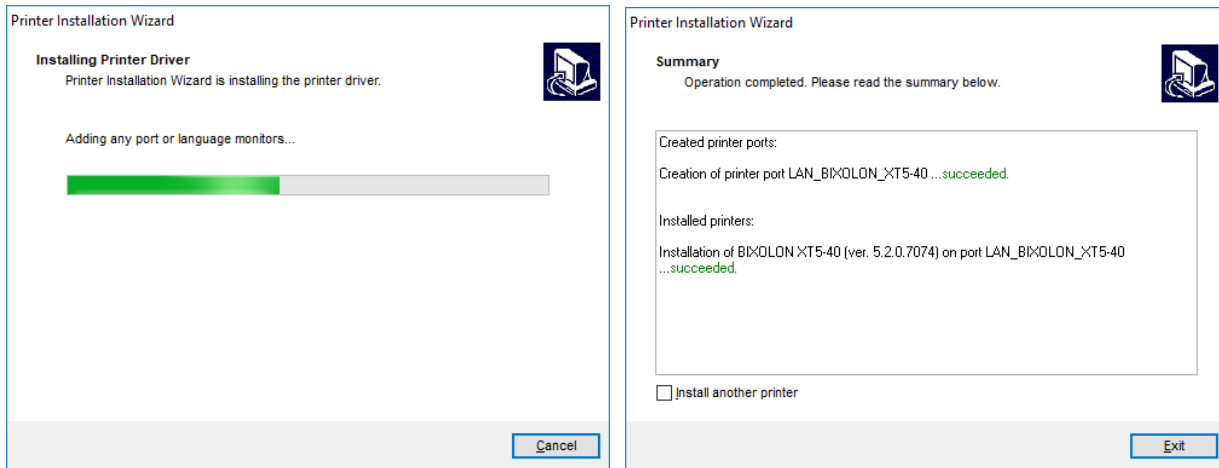 Printer Installation Wizard
Installing Printer Driver
Printer Installation Wizard is installing the printer driver.
Adding any port or language monitors...
Cancel
Printer Installation Wizard
Summary
Operation completed. Please read the summary below.
Created printer ports:
Creation of printer port LAN_BIXOLON_XT5-40 ...succeeded.
Installed printers:
Installation of BIXOLON XT5-40 (ver. 5.2.0.7074) on port LAN_BIXOLON_XT5-40
...succeeded.
Install another printer
Exit